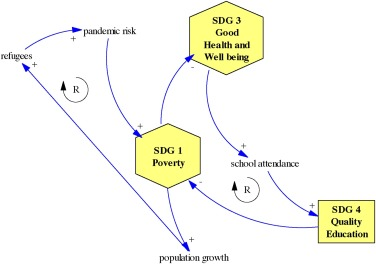 SDG 3
Good
Health and
Well being
pandemic risk
+
refugees
+
-
R
+
+
SDG 1
Poverty
school attendance
-
R
+
SDG 4
Quality
Education
+
population growth